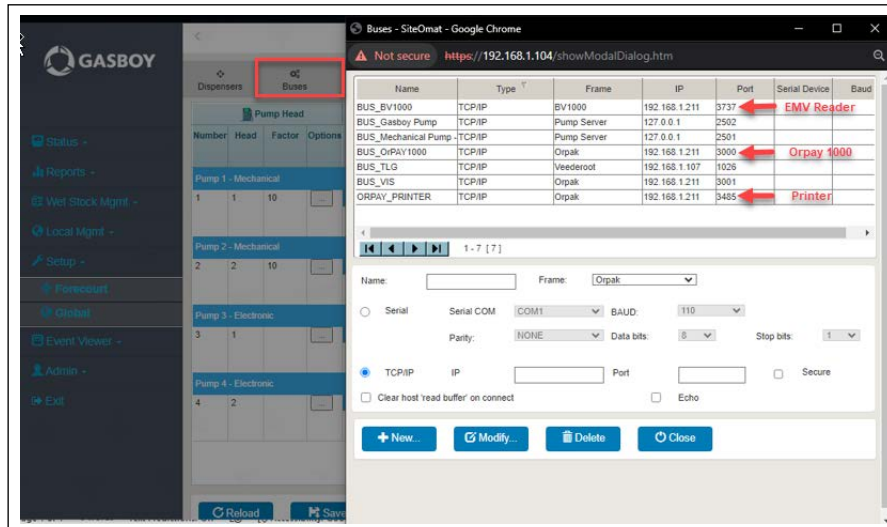 Buses - SiteOmat - Google Chrome
Not secure https://192.168.1.104/showModalDialog.htm
GASBOY
Dispensers
Buses
Pump Head
Number Head Factor Options
Pump 1 - Mechanical
1 1 10 ...
Pump 2 - Mechanical
2 2 10 ...
Pump 3 - Electronic
3 1 ...
Pump 4 - Electronic
4 2 ...
Reload Save
Status
Reports
Wet Stock Mgmt
Local Mgmt
Setup
Forecourt
Global
Event Viewer
Admin
Exit
Name Type Frame IP Port Serial Device Baud
BUS_BV1000 TCP/IP BV1000 192.168.1.211 3737 EMV Reader
BUS_Gasboy Pump TCP/IP Pump Server 127.0.0.1 2502
BUS_Mechanical Pump - TCP/IP Pump Server 127.0.0.1 2501
BUS_OrPAY1000 TCP/IP Orpak 192.168.1.211 3000 Orpay 1000
BUS_TLG TCP/IP Veederoot 192.168.1.107 1026
BUS_VIS TCP/IP Orpak 192.168.1.211 3001
ORPAY_PRINTER TCP/IP Orpak 192.168.1.211 3485 Printer
1 - 7 [ 7 ]
Name: Frame: Orpak
Serial Serial COM COM1 BAUD: 110
Parity: NONE Data bits: 8 Stop bits: 1
TCP/IP IP Port Secure
Clear host 'read buffer' on connect Echo
New... Modify... Delete Close